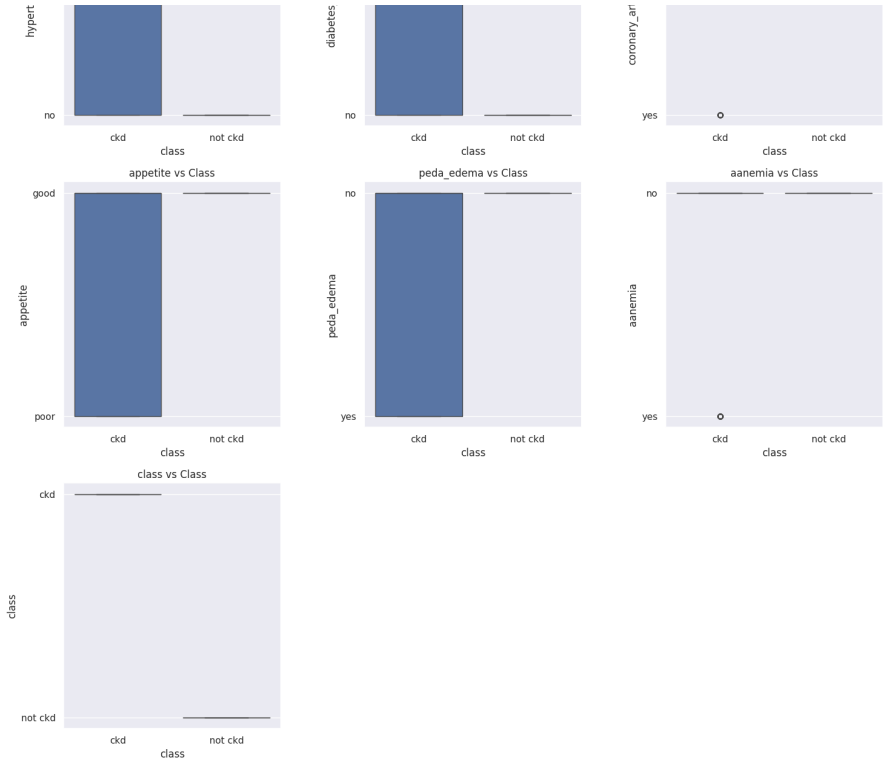 hypert
no
ckd
not ckd
class
diabetes
no
ckd
not ckd
class
coronary_ar
yes
ckd
not ckd
class
appetite vs Class
good
appetite
poor
ckd
not ckd
class
peda_edema vs Class
no
peda_edema
yes
ckd
not ckd
class
aanemia vs Class
no
aanemia
yes
ckd
not ckd
class
class vs Class
ckd
class
not ckd
ckd
not ckd
class